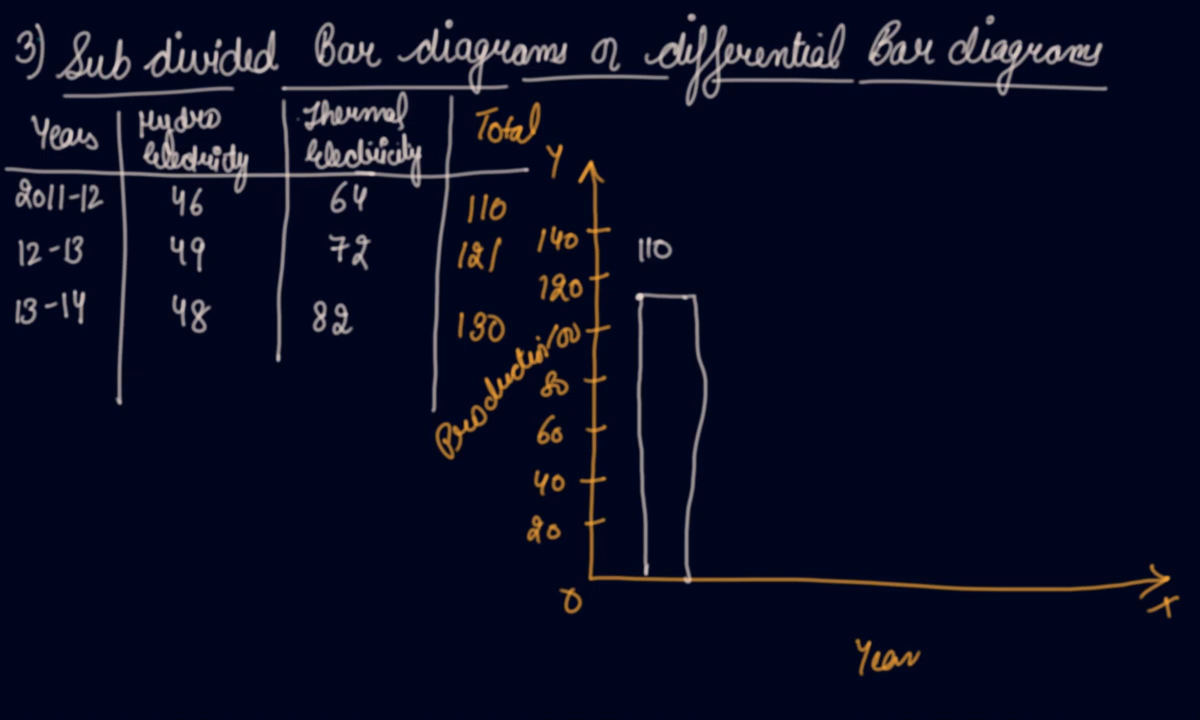 3) Sub divided Bar diagrams or differential Bar diagrams
Years Hydro Electricity Thermal Electricity Total
2011-12 46 64 110
12-13 49 72 121
13-14 48 82 130
Y
140
120
100
80
60
40
20
0
Production
110
X
Year